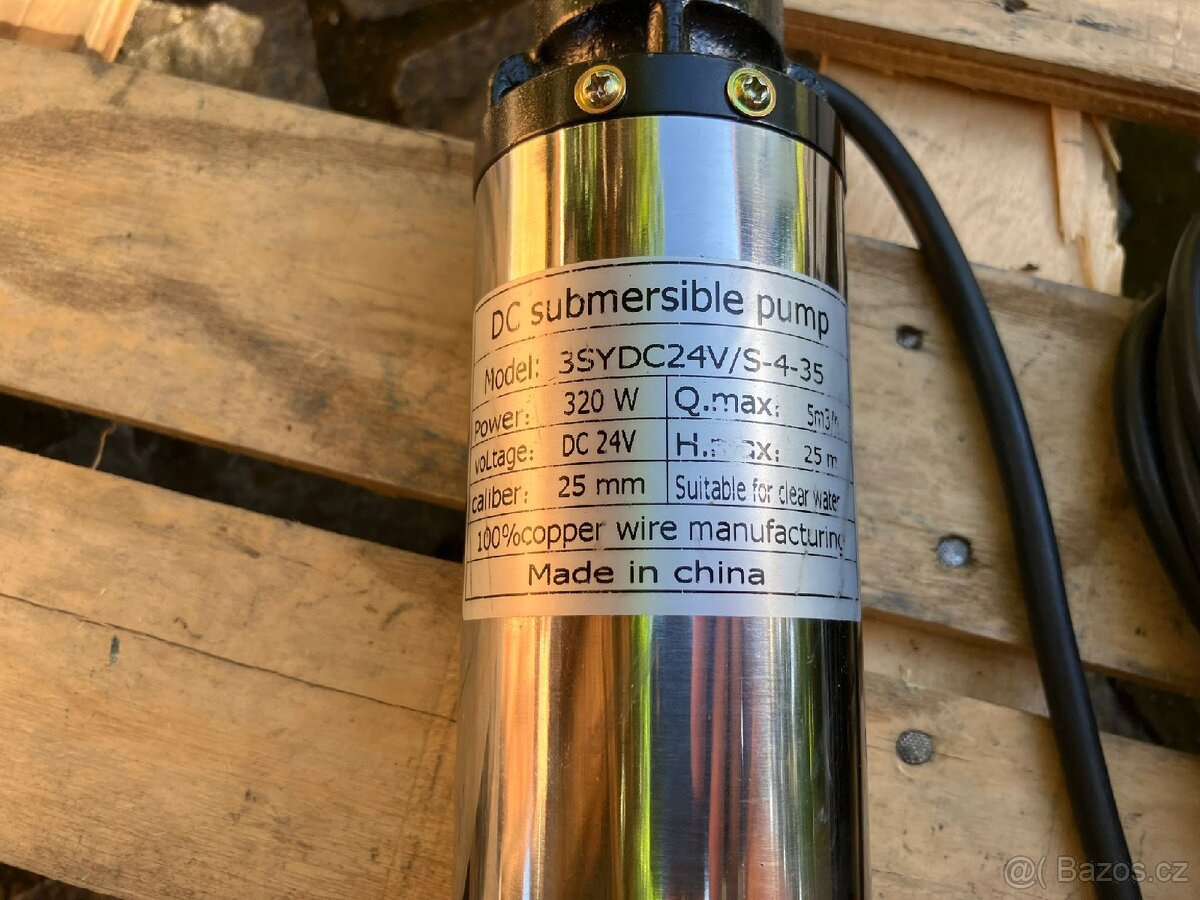 DC submersible pump
Model: 3SYDC24V/S-4-35
Power: 320 W Q.max: 5m3/h
voLtage: DC 24V H.max: 25 m
caliber: 25 mm Suitable for clear water
100%copper wire manufacturing
Made in china
@( Bazos.cz